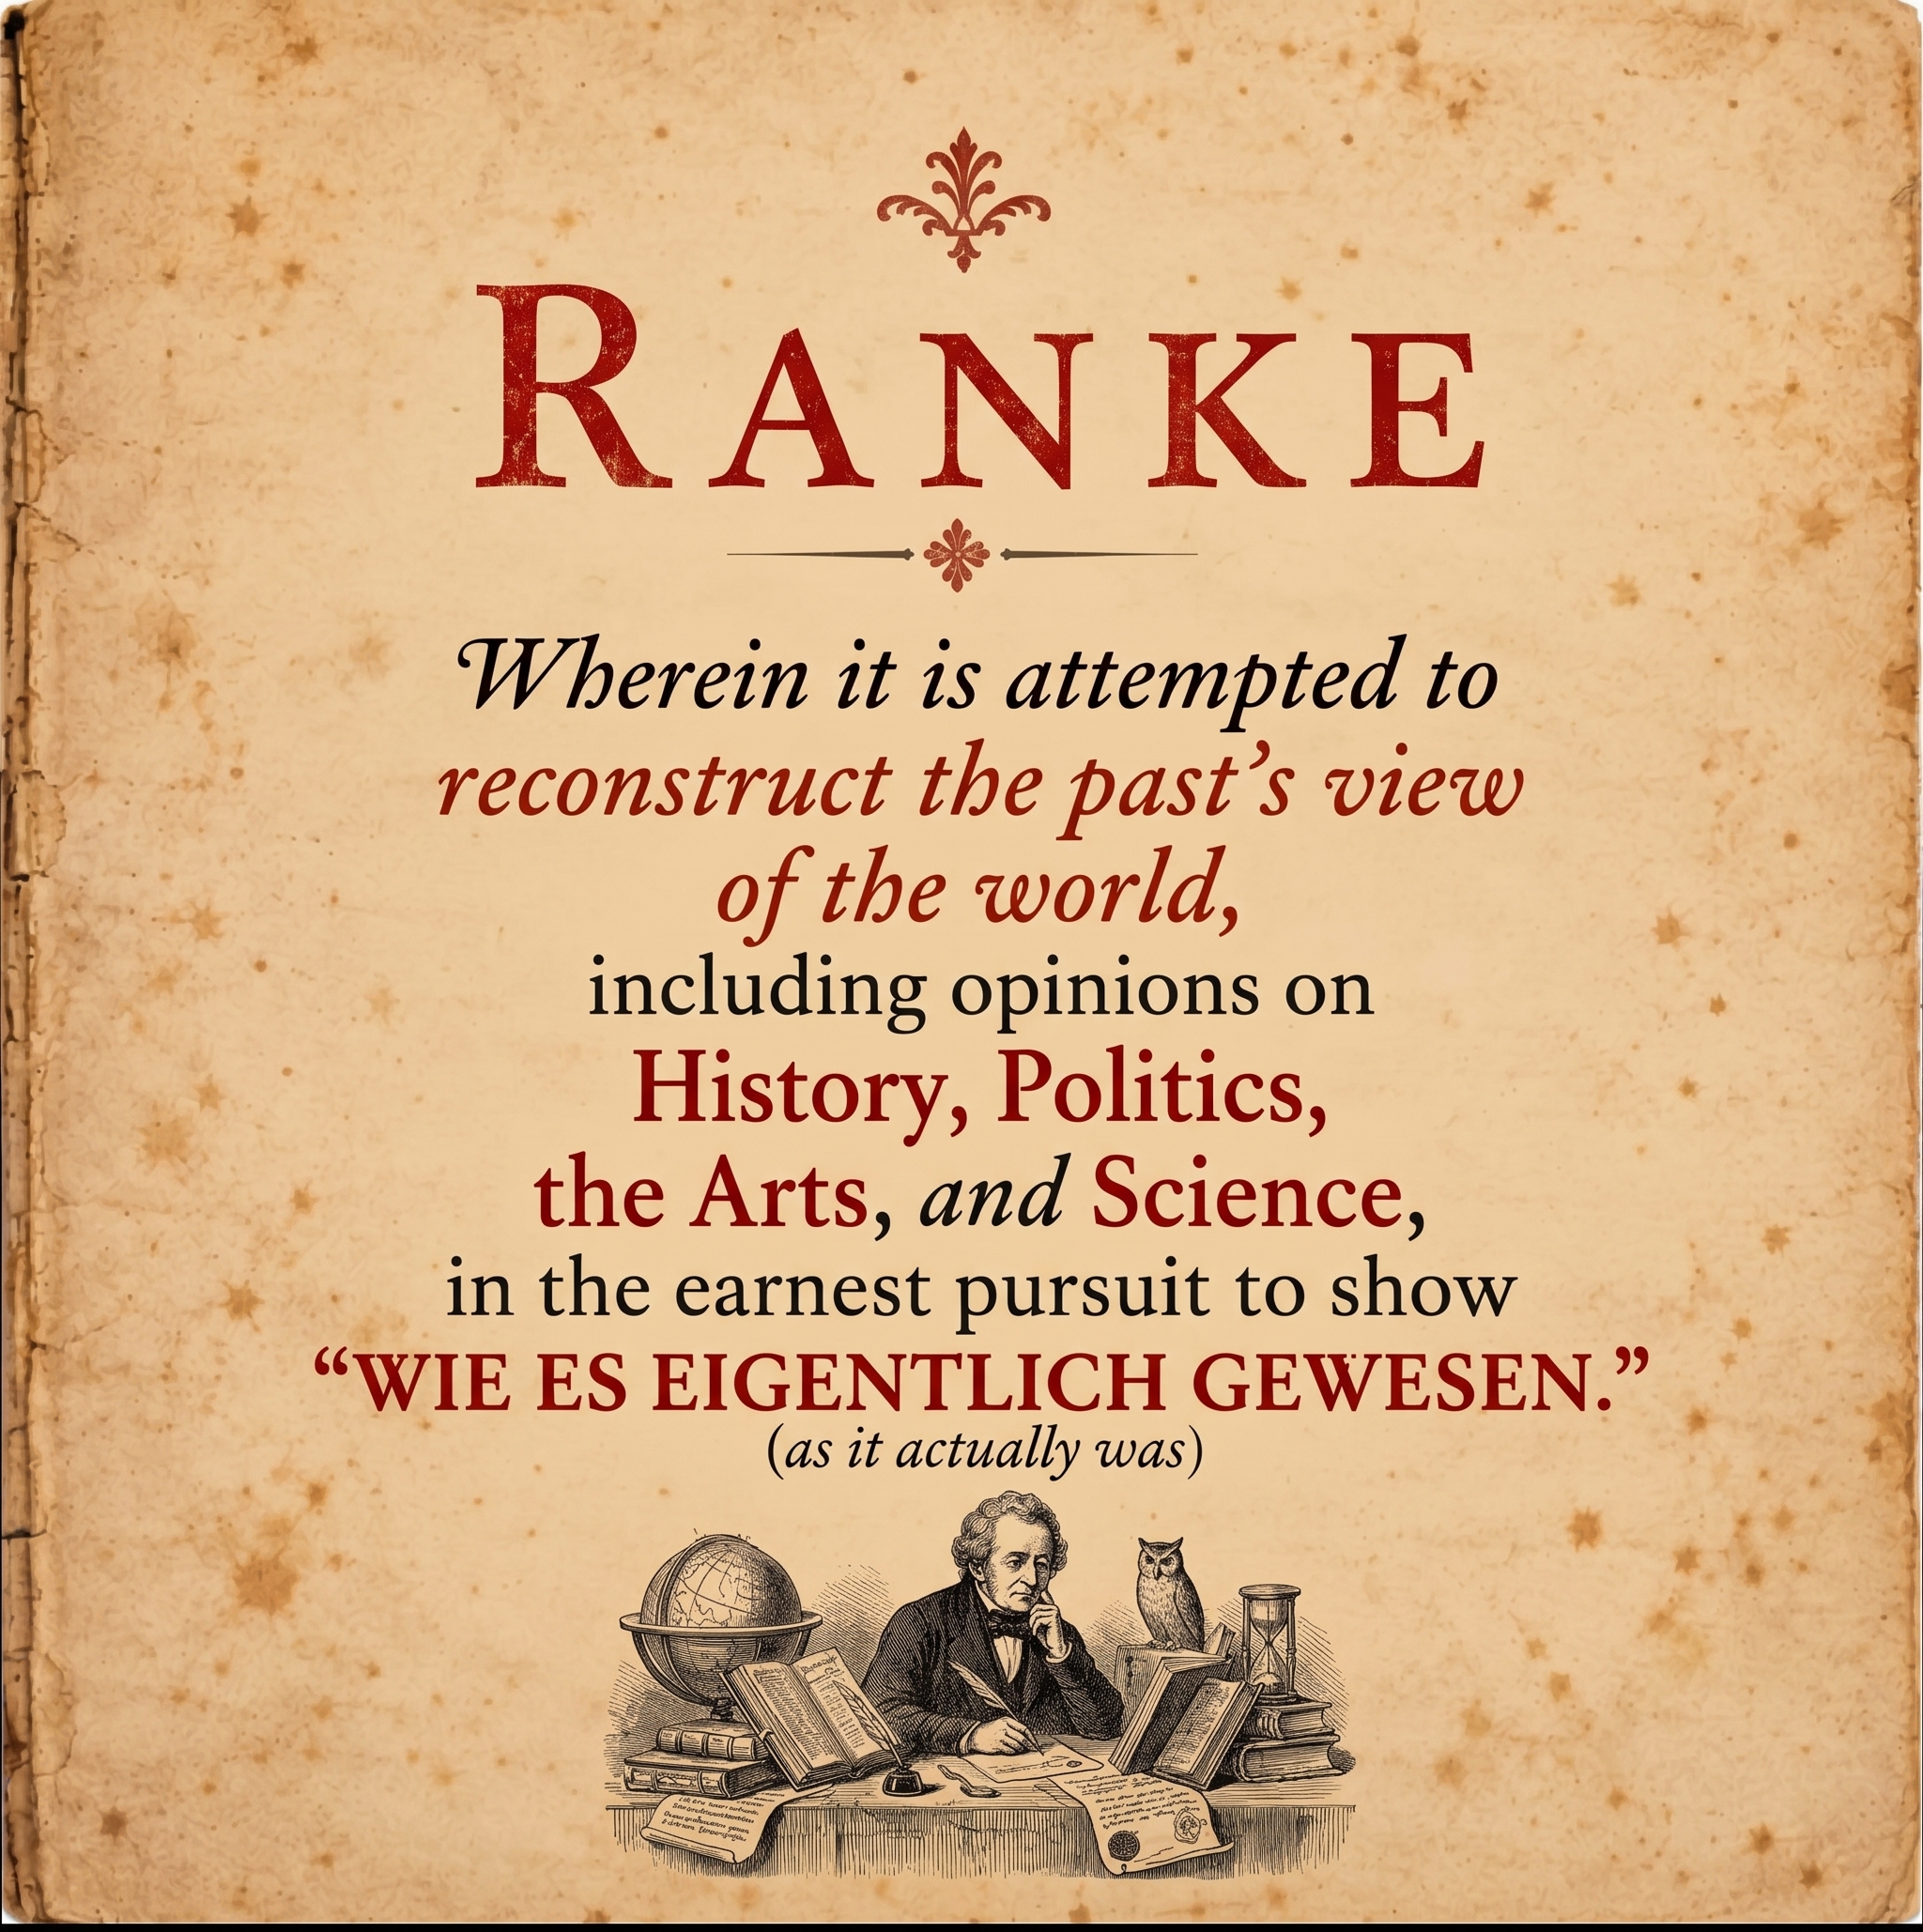 RANKE
Wherein it is attempted to
reconstruct the past’s view
of the world,
including opinions on
History, Politics,
the Arts, and Science,
in the earnest pursuit to show
“WIE ES EIGENTLICH GEWESEN.”
(as it actually was)